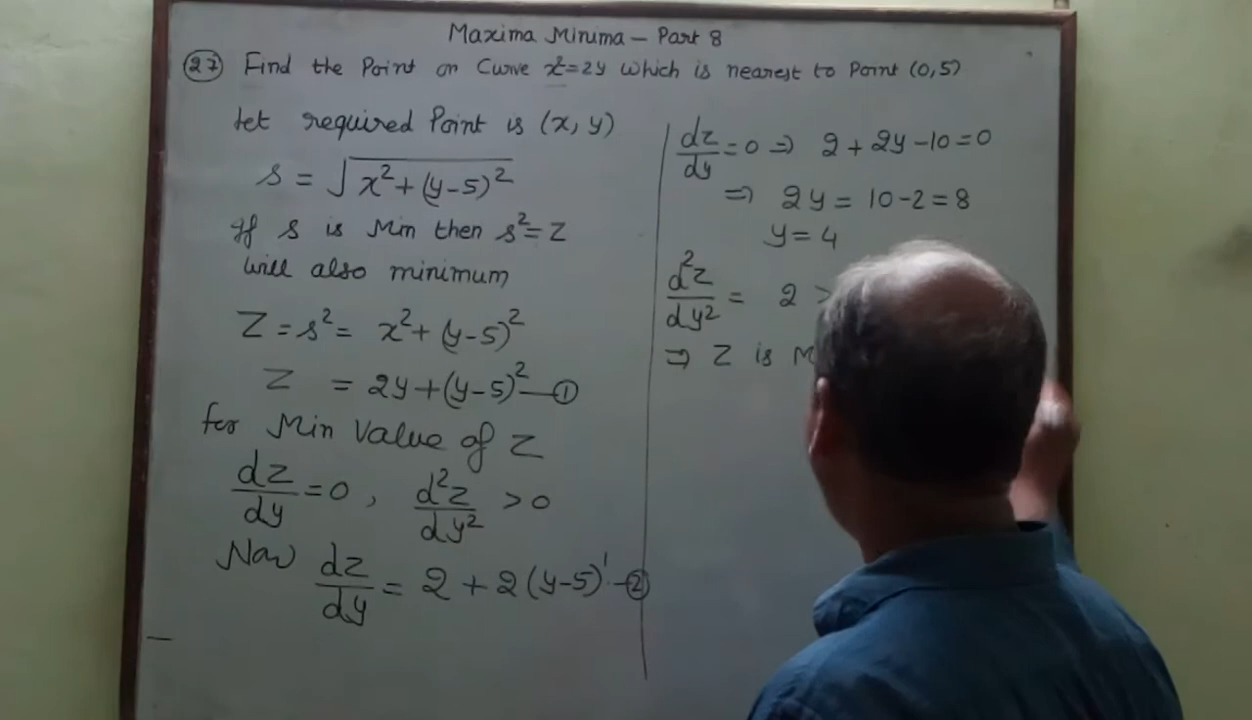 Maxima Minima - Part 8
(27) Find the Point on Curve x²=2y which is nearest to Point (0,5)
Let required Point is (x, y)
s = √(x²+(y-5)²)
If s is Min then s²=Z
will also minimum
Z = s² = x²+(y-5)²
Z = 2y+(y-5)² —①
for Min Value of Z
dz/dy =0, d²z/dy² >0
Now dz/dy = 2+2(y-5)¹ -②
dz/dy =0 ⇒ 2+2y-10=0
⇒ 2y = 10-2=8
y=4
d²z/dy² = 2 >
⇒ Z is M